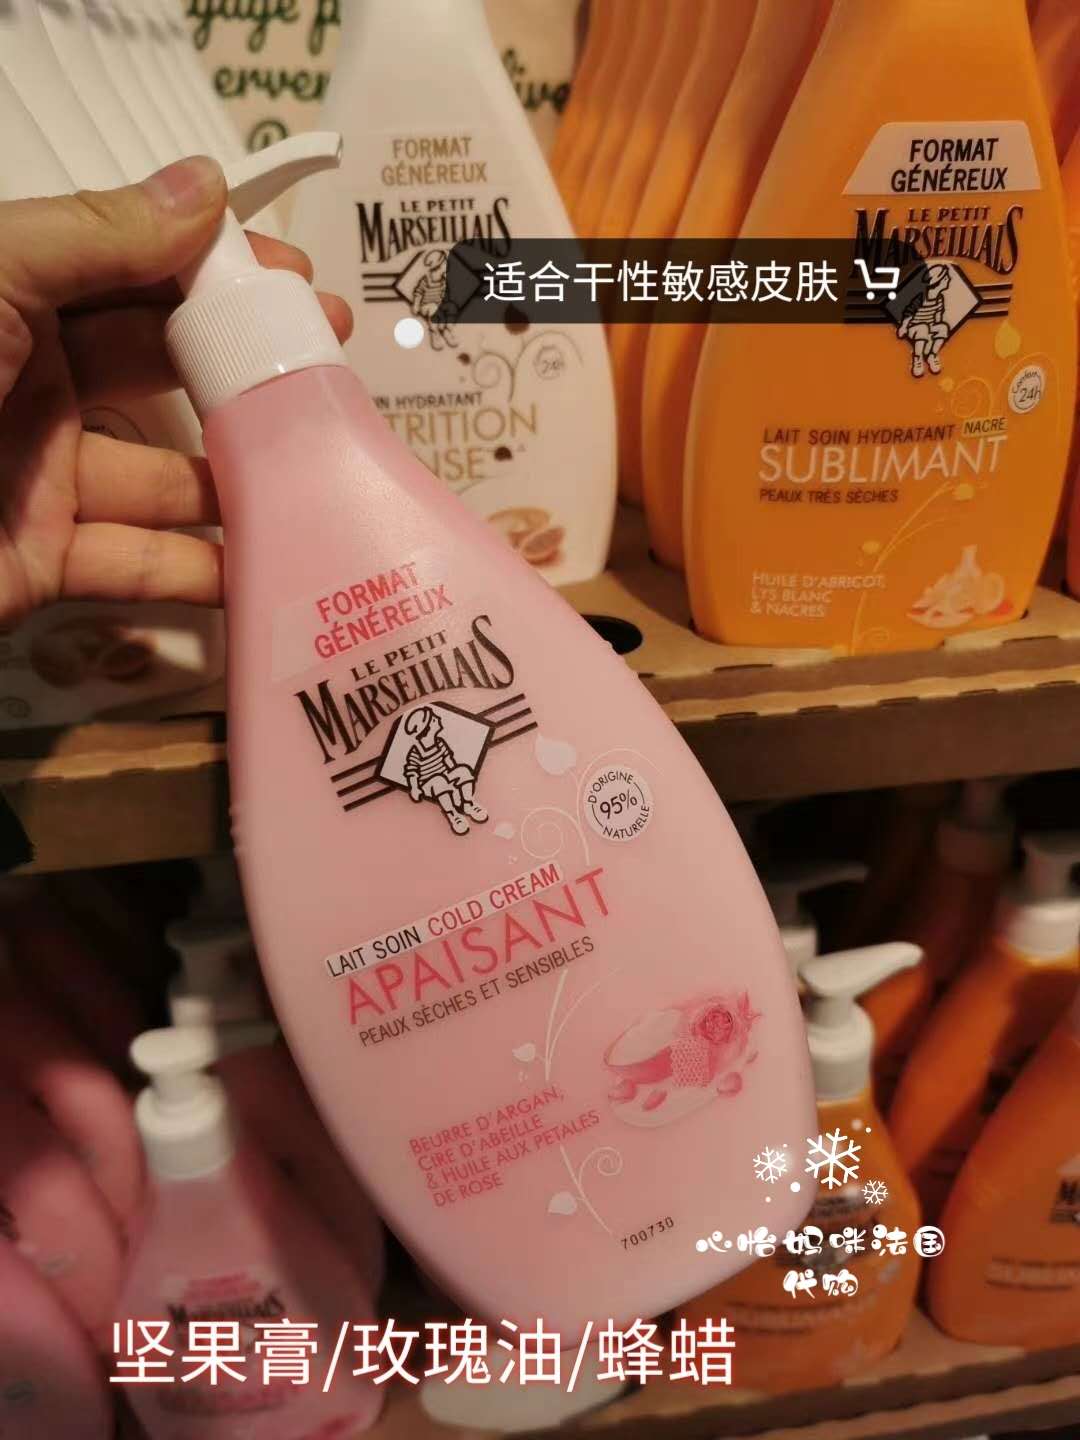 FORMAT
GÉNÉREUX
LE PETIT
MARSEILLAIS
24h
IN HYDRATANT
TRITION
NSE
FORMAT
GÉNÉREUX
LE PETIT
MARSEILLAIS
24h
LAIT SOIN HYDRATANT NACRÉ
SUBLIMANT
PEAUX TRÈS SÈCHES
HUILE D'ABRICOT,
LYS BLANC
& NACRES
适合干性敏感皮肤
FORMAT
GÉNÉREUX
LE PETIT
MARSEILLAIS
D'ORIGINE
95%
NATURELLE
LAIT SOIN COLD CREAM
APAISANT
PEAUX SÈCHES ET SENSIBLES
BEURRE D'ARGAN,
CIRE D'ABEILLE
& HUILE AUX PÉTALES
DE ROSE
700730
心怡妈咪法国
代购
坚果膏/玫瑰油/蜂蜡